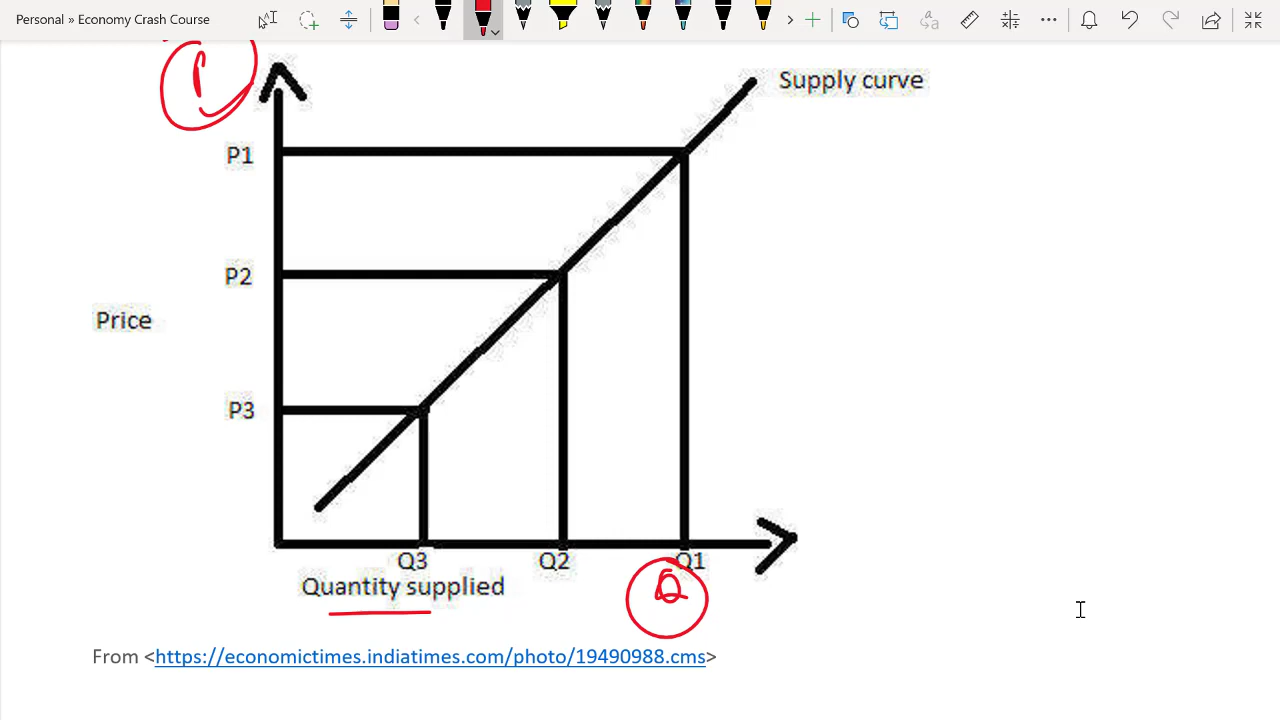 Personal » Economy Crash Course
Supply curve
P1
P2
Price
P3
Q3 Q2 Q1
Quantity supplied
Q
From <https://economictimes.indiatimes.com/photo/19490988.cms>